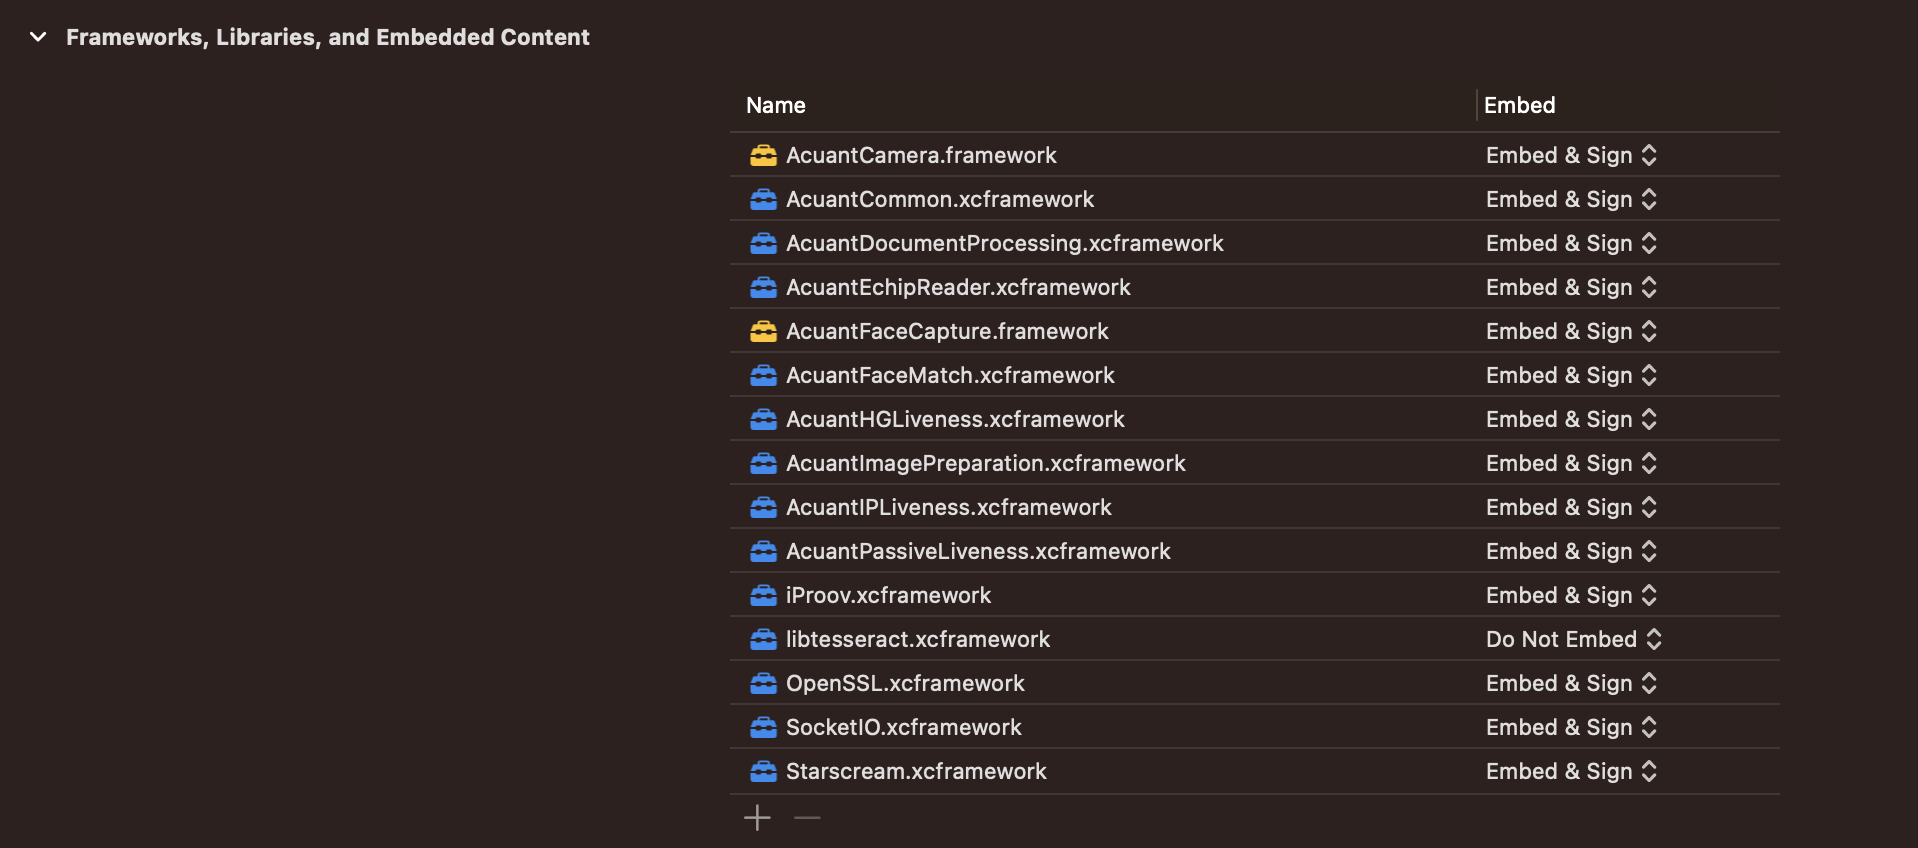 Frameworks, Libraries, and Embedded Content
Name Embed
AcuantCamera.framework Embed & Sign
AcuantCommon.xcframework Embed & Sign
AcuantDocumentProcessing.xcframework Embed & Sign
AcuantEchipReader.xcframework Embed & Sign
AcuantFaceCapture.framework Embed & Sign
AcuantFaceMatch.xcframework Embed & Sign
AcuantHGLiveness.xcframework Embed & Sign
AcuantImagePreparation.xcframework Embed & Sign
AcuantIPLiveness.xcframework Embed & Sign
AcuantPassiveLiveness.xcframework Embed & Sign
iProov.xcframework Embed & Sign
libtesseract.xcframework Do Not Embed
OpenSSL.xcframework Embed & Sign
SocketIO.xcframework Embed & Sign
Starscream.xcframework Embed & Sign